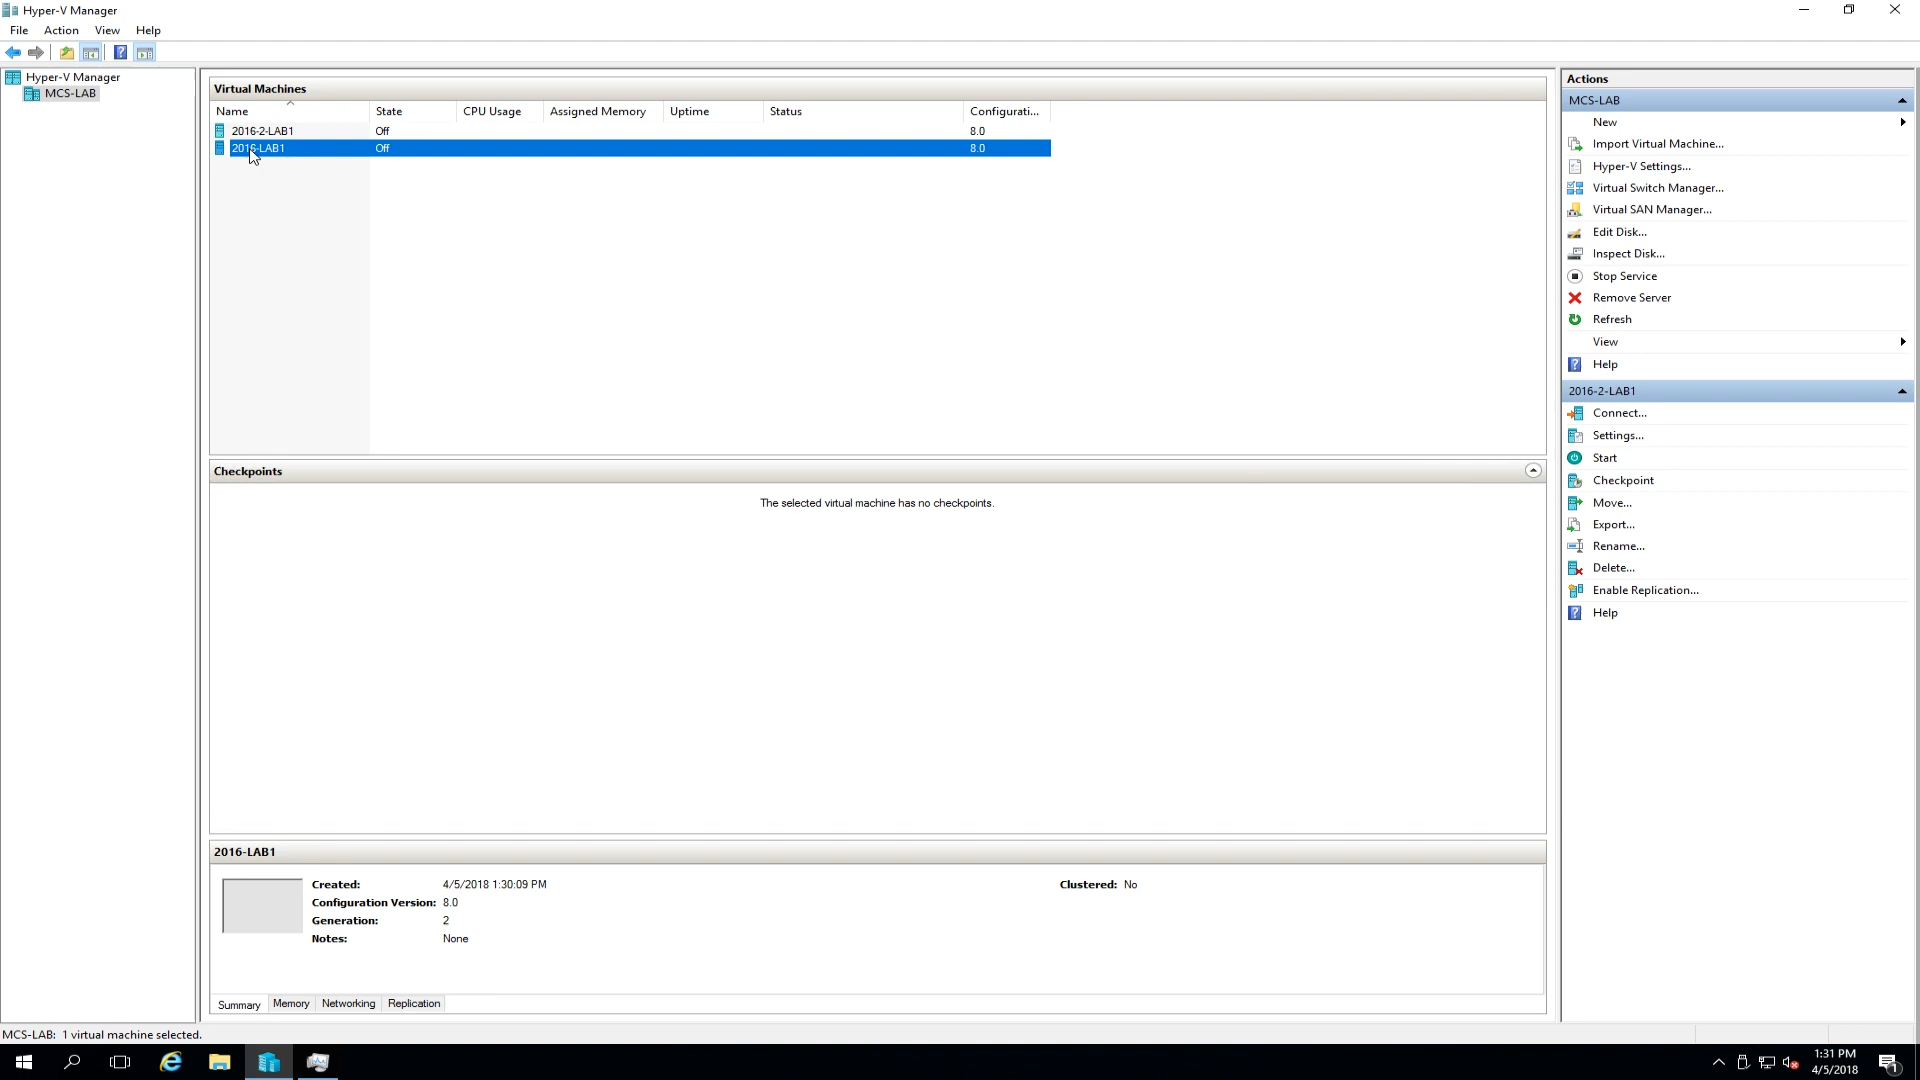 Hyper-V Manager
File Action View Help
Hyper-V Manager
MCS-LAB
Virtual Machines
Name State CPU Usage Assigned Memory Uptime Status Configurati...
2016-2-LAB1 Off 8.0
2016-LAB1 Off 8.0
Checkpoints
The selected virtual machine has no checkpoints.
2016-LAB1
Created: 4/5/2018 1:30:09 PM Clustered: No
Configuration Version: 8.0
Generation: 2
Notes: None
Summary Memory Networking Replication
Actions
MCS-LAB
New
Import Virtual Machine...
Hyper-V Settings...
Virtual Switch Manager...
Virtual SAN Manager...
Edit Disk...
Inspect Disk...
Stop Service
Remove Server
Refresh
View
Help
2016-2-LAB1
Connect...
Settings...
Start
Checkpoint
Move...
Export...
Rename...
Delete...
Enable Replication...
Help
MCS-LAB: 1 virtual machine selected.
1:31 PM
4/5/2018
1